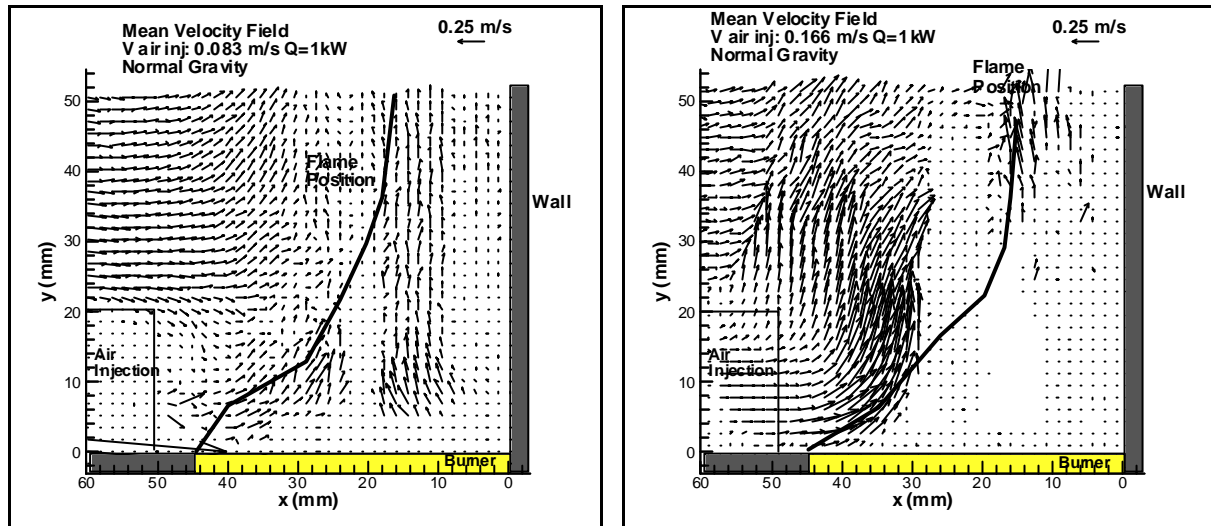 Mean Velocity Field
V air inj: 0.083 m/s Q=1kW
Normal Gravity
0.25 m/s
50
40
30
20
10
0
y (mm)
Flame
Position
Wall
Air
Injection
Burner
60 50 40 30 20 10 0
x (mm)
Mean Velocity Field
V air inj: 0.166 m/s Q=1kW
Normal Gravity
0.25 m/s
Flame
Position
50
40
30
20
10
0
y (mm)
Wall
Air
Injection
Burner
60 50 40 30 20 10 0
x (mm)